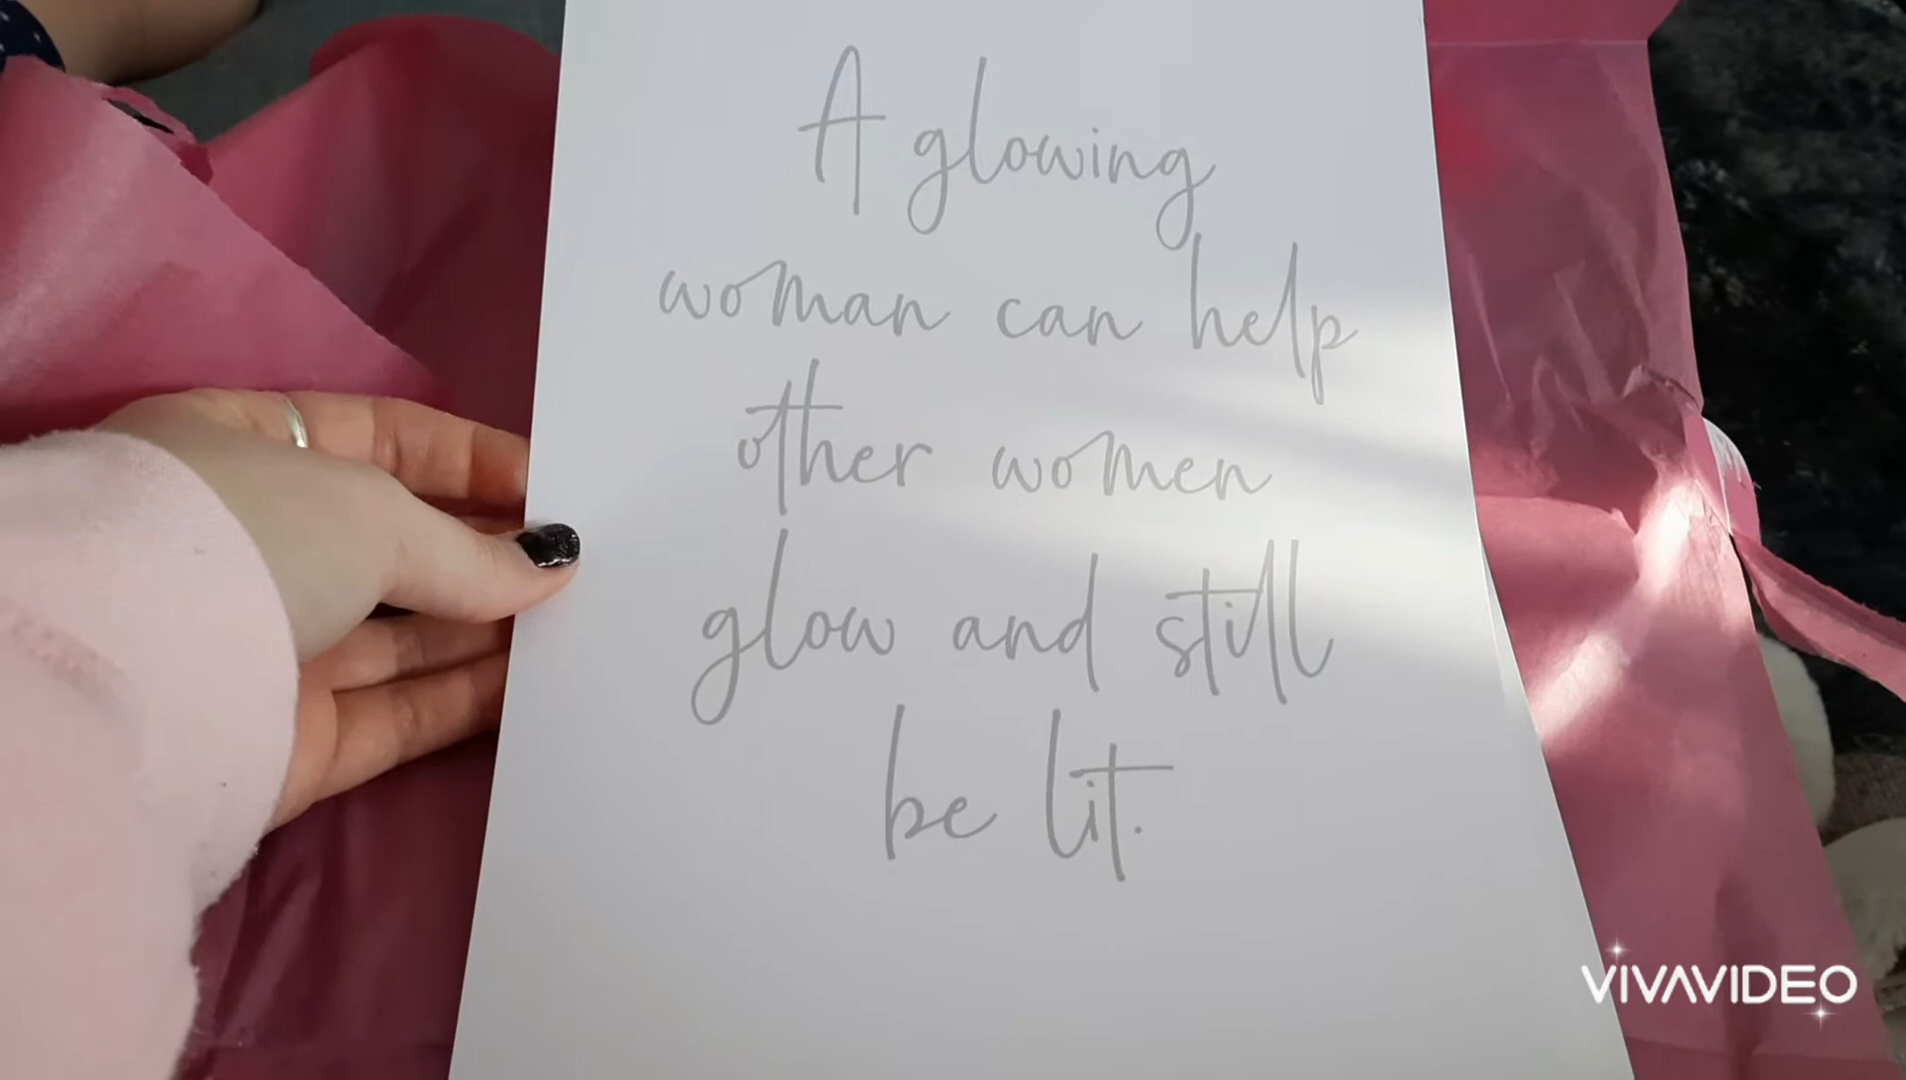 A glowing
woman can help
other women
glow and still
be lit.
VIVAVIDEO